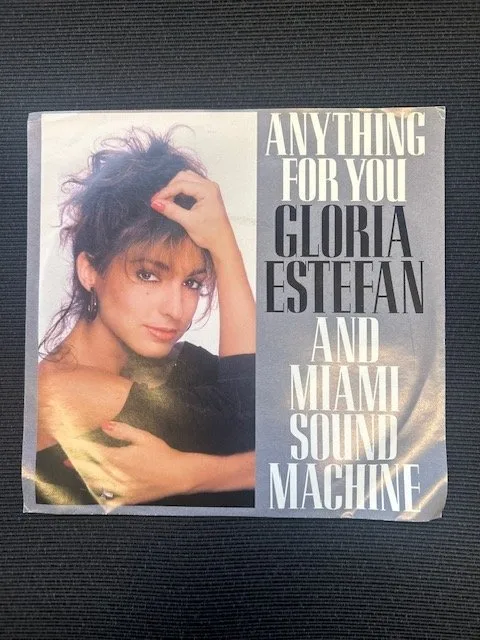 ANYTHING
FOR YOU
GLORIA
ESTEFAN
AND
MIAMI
SOUND
MACHINE